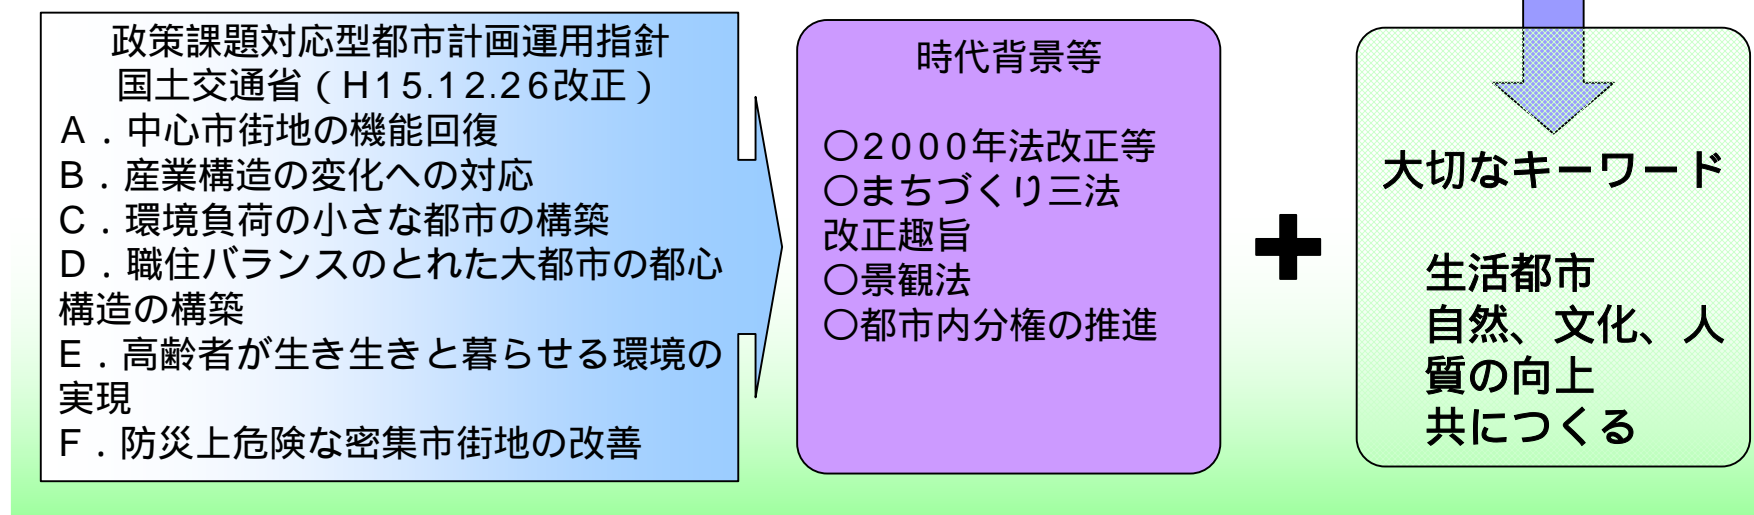 政策課題対応型都市計画運用指針
国土交通省（H15.12.26改正）
A．中心市街地の機能回復
B．産業構造の変化への対応
C．環境負荷の小さな都市の構築
D．職住バランスのとれた大都市の都心
構造の構築
E．高齢者が生き生きと暮らせる環境の
実現
F．防災上危険な密集市街地の改善
時代背景等
○2000年法改正等
○まちづくり三法
改正趣旨
○景観法
○都市内分権の推進
大切なキーワード
生活都市
自然、文化、人
質の向上
共につくる